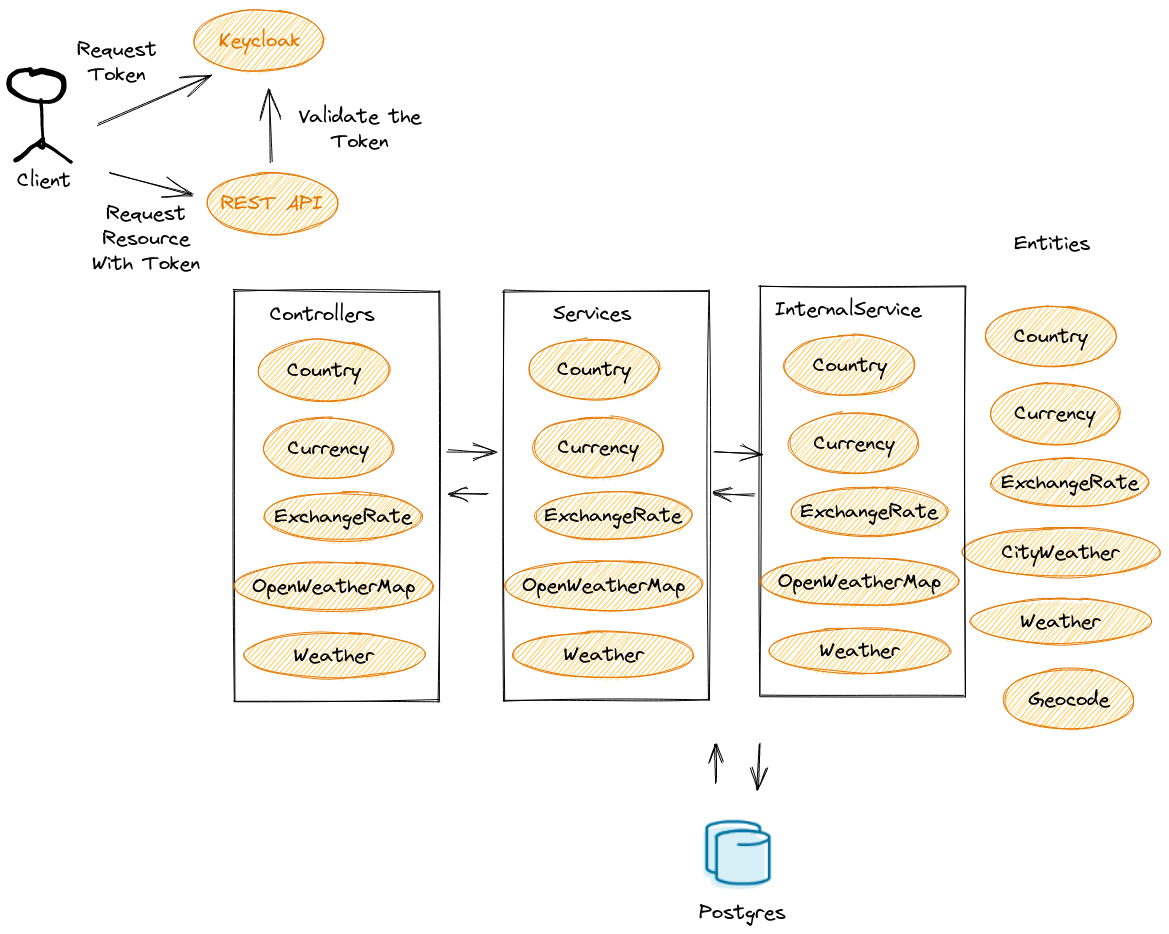 Keycloak
Request
Token
Validate the
Token
Client
REST API
Request
Resource
With Token
Entities
Controllers
Country
Currency
ExchangeRate
OpenWeatherMap
Weather
Services
Country
Currency
ExchangeRate
OpenWeatherMap
Weather
InternalService
Country
Currency
ExchangeRate
OpenWeatherMap
Weather
Country
Currency
ExchangeRate
CityWeather
Weather
Geocode
Postgres